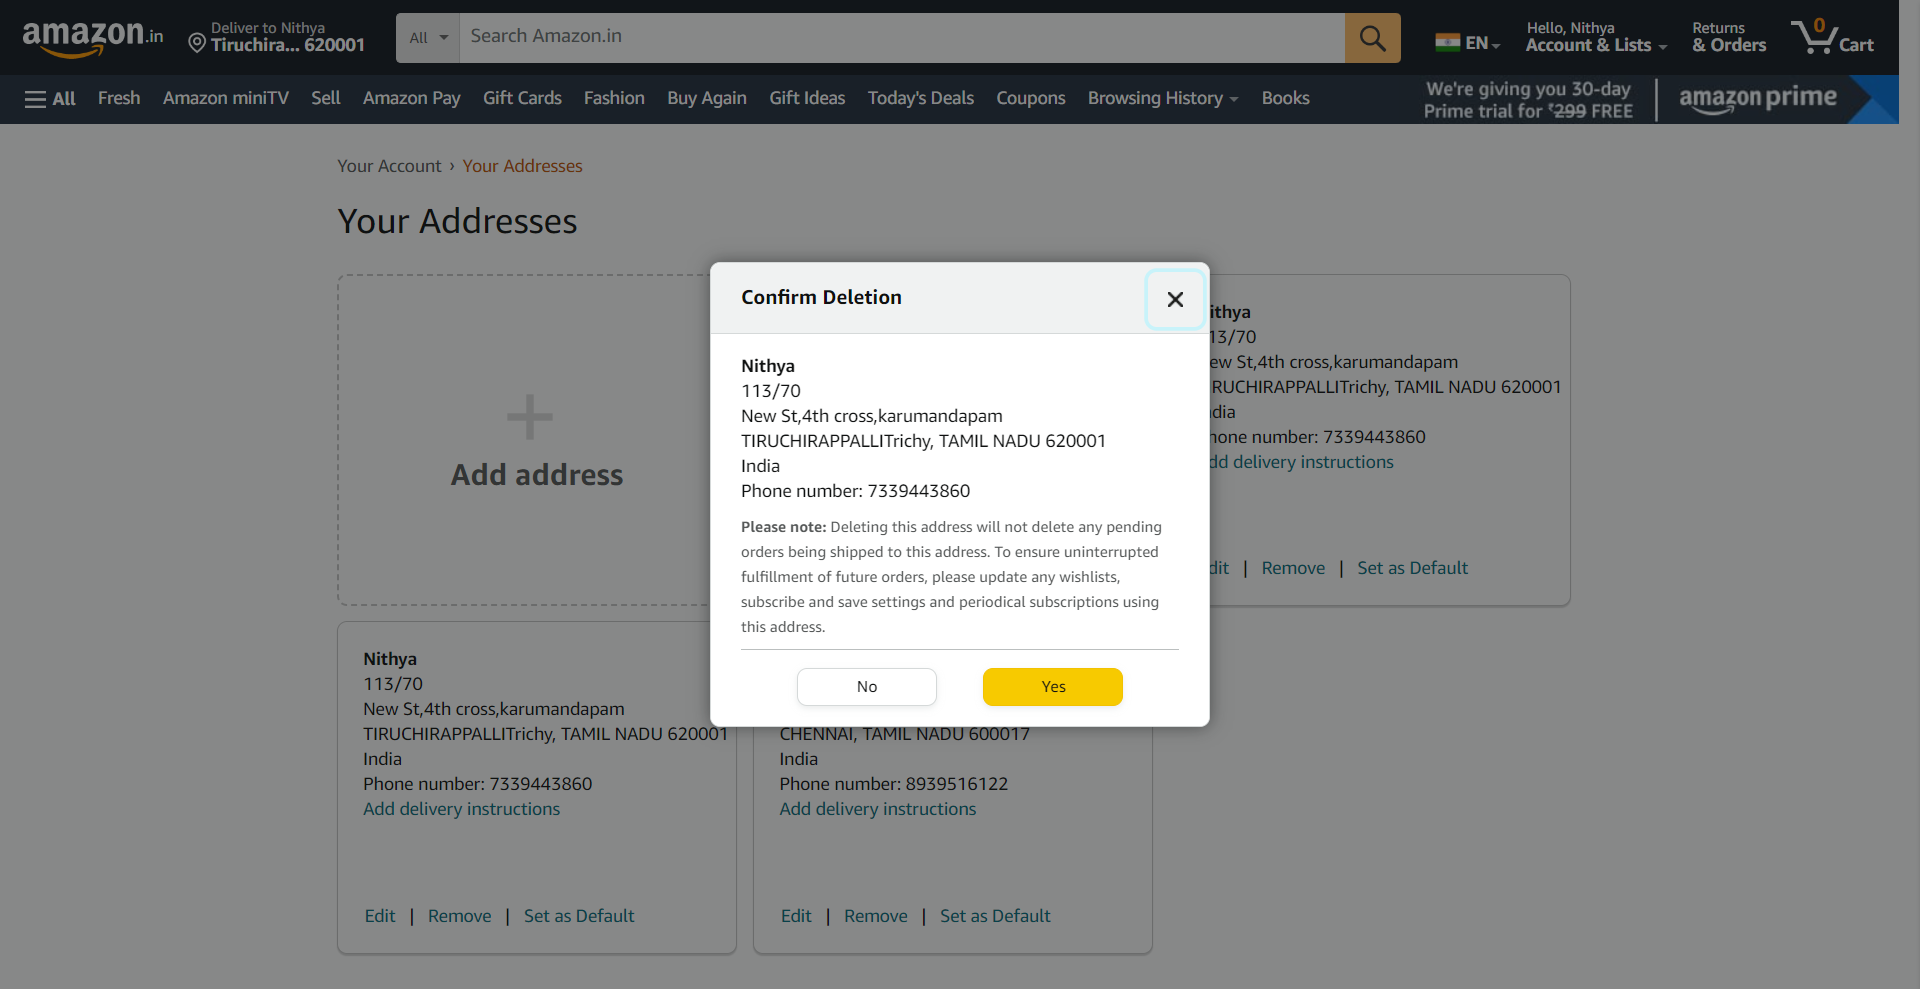 amazon.in
Deliver to Nithya
Tiruchira... 620001
All
Search Amazon.in
EN
Hello, Nithya
Account & Lists
Returns
& Orders
0
Cart
All
Fresh
Amazon miniTV
Sell
Amazon Pay
Gift Cards
Fashion
Buy Again
Gift Ideas
Today's Deals
Coupons
Browsing History
Books
We're giving you 30-day
Prime trial for ₹299 FREE
amazon prime
Your Account › Your Addresses
Your Addresses
+
Add address
Confirm Deletion
Nithya
113/70
New St,4th cross,karumandapam
TIRUCHIRAPPALLITrichy, TAMIL NADU 620001
India
Phone number: 7339443860
Please note: Deleting this address will not delete any pending
orders being shipped to this address. To ensure uninterrupted
fulfillment of future orders, please update any wishlists,
subscribe and save settings and periodical subscriptions using
this address.
No
Yes
ithya
13/70
ew St,4th cross,karumandapam
RUCHIRAPPALLITrichy, TAMIL NADU 620001
dia
hone number: 7339443860
dd delivery instructions
dit | Remove | Set as Default
Nithya
113/70
New St,4th cross,karumandapam
TIRUCHIRAPPALLITrichy, TAMIL NADU 620001
India
Phone number: 7339443860
Add delivery instructions
Edit | Remove | Set as Default
CHENNAI, TAMIL NADU 600017
India
Phone number: 8939516122
Add delivery instructions
Edit | Remove | Set as Default